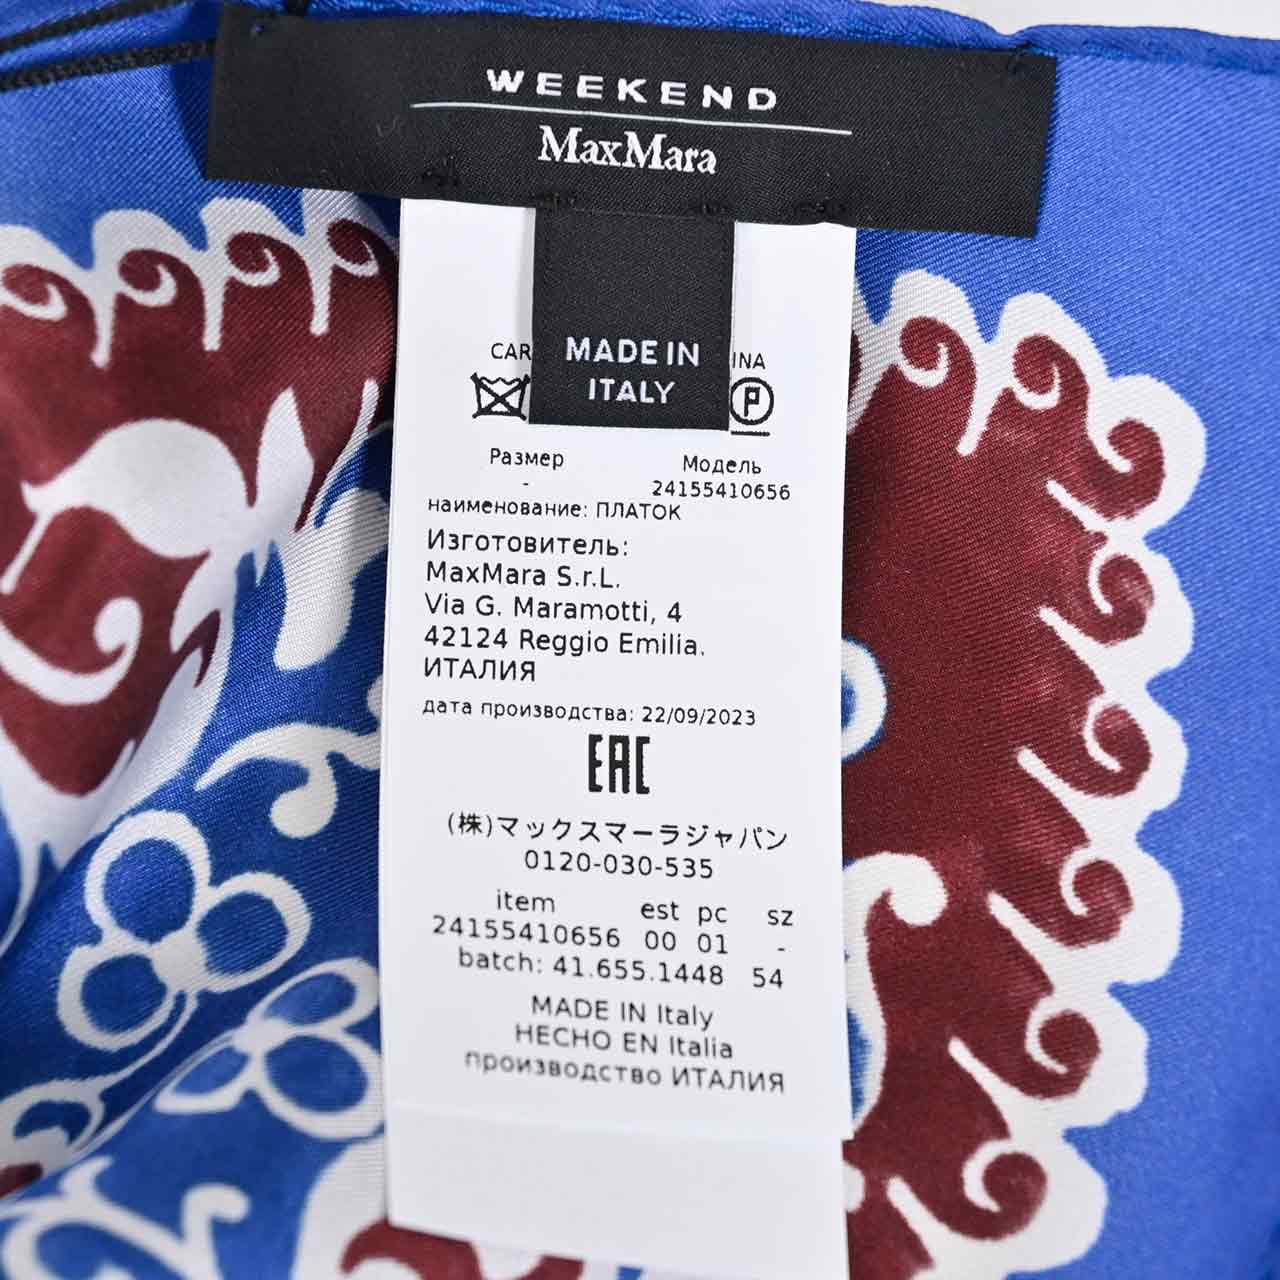 WEEKEND
MaxMara
MADE IN
ITALY
Размер Модель
- 24155410656
наименование: ПЛАТОК
Изготовитель:
MaxMara S.r.L.
Via G. Maramotti, 4
42124 Reggio Emilia.
ИТАЛИЯ
дата производства: 22/09/2023
EAC
(株)マックスマーラジャパン
0120-030-535
item est pc sz
24155410656 00 01 -
batch: 41.655.1448 54
MADE IN Italy
HECHO EN Italia
производство ИТАЛИЯ